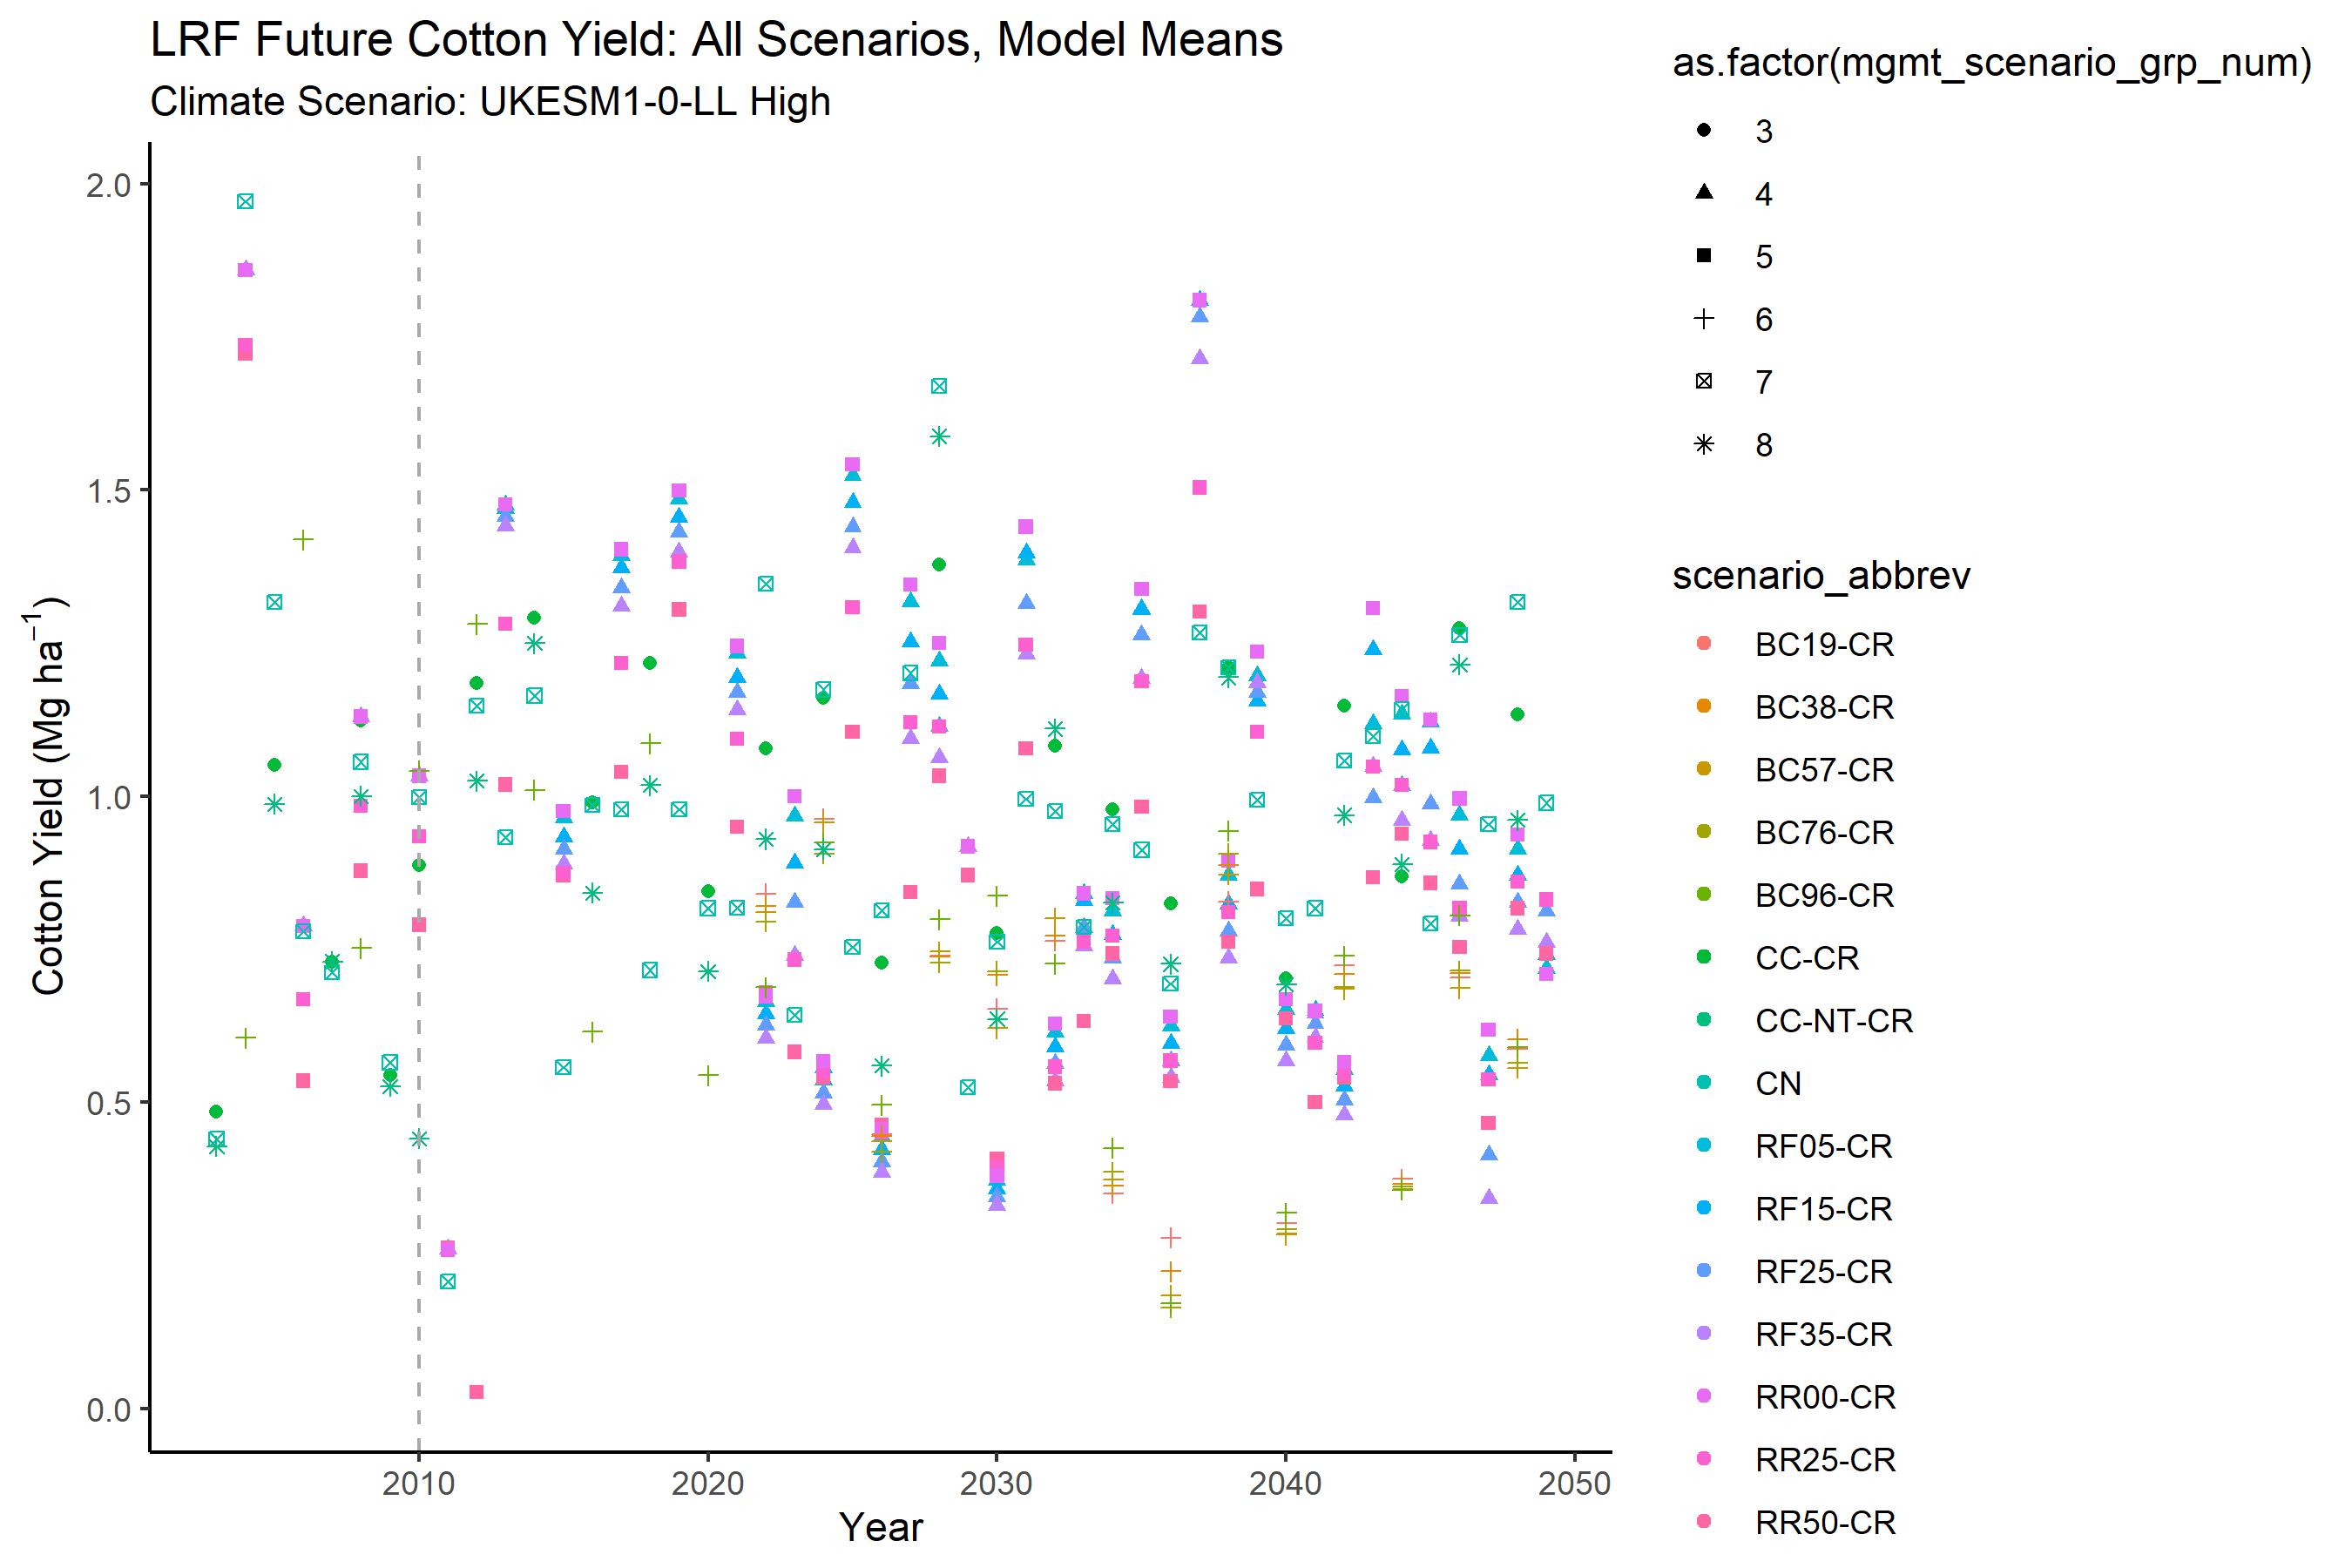 LRF Future Cotton Yield: All Scenarios, Model Means
Climate Scenario: UKESM1-0-LL High
Cotton Yield (Mg ha⁻¹)
2.0
1.5
1.0
0.5
0.0
2010 2020 2030 2040 2050
Year
as.factor(mgmt_scenario_grp_num)
3
4
5
6
7
8
scenario_abbrev
BC19-CR
BC38-CR
BC57-CR
BC76-CR
BC96-CR
CC-CR
CC-NT-CR
CN
RF05-CR
RF15-CR
RF25-CR
RF35-CR
RR00-CR
RR25-CR
RR50-CR